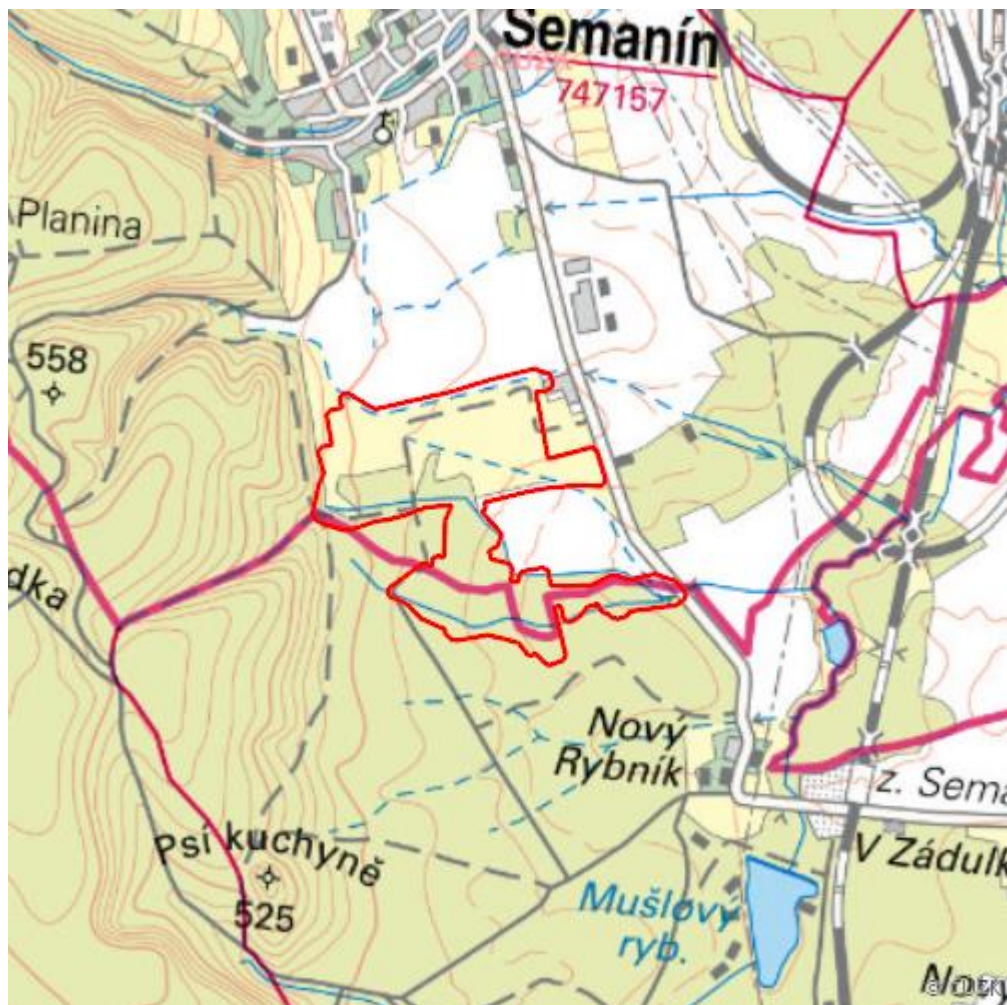 Semanín
747157
Planina
558
dka
Nový
Rybník
z. Sema
V Zádulk
Psí kuchyně
525
Mušlový
ryb.